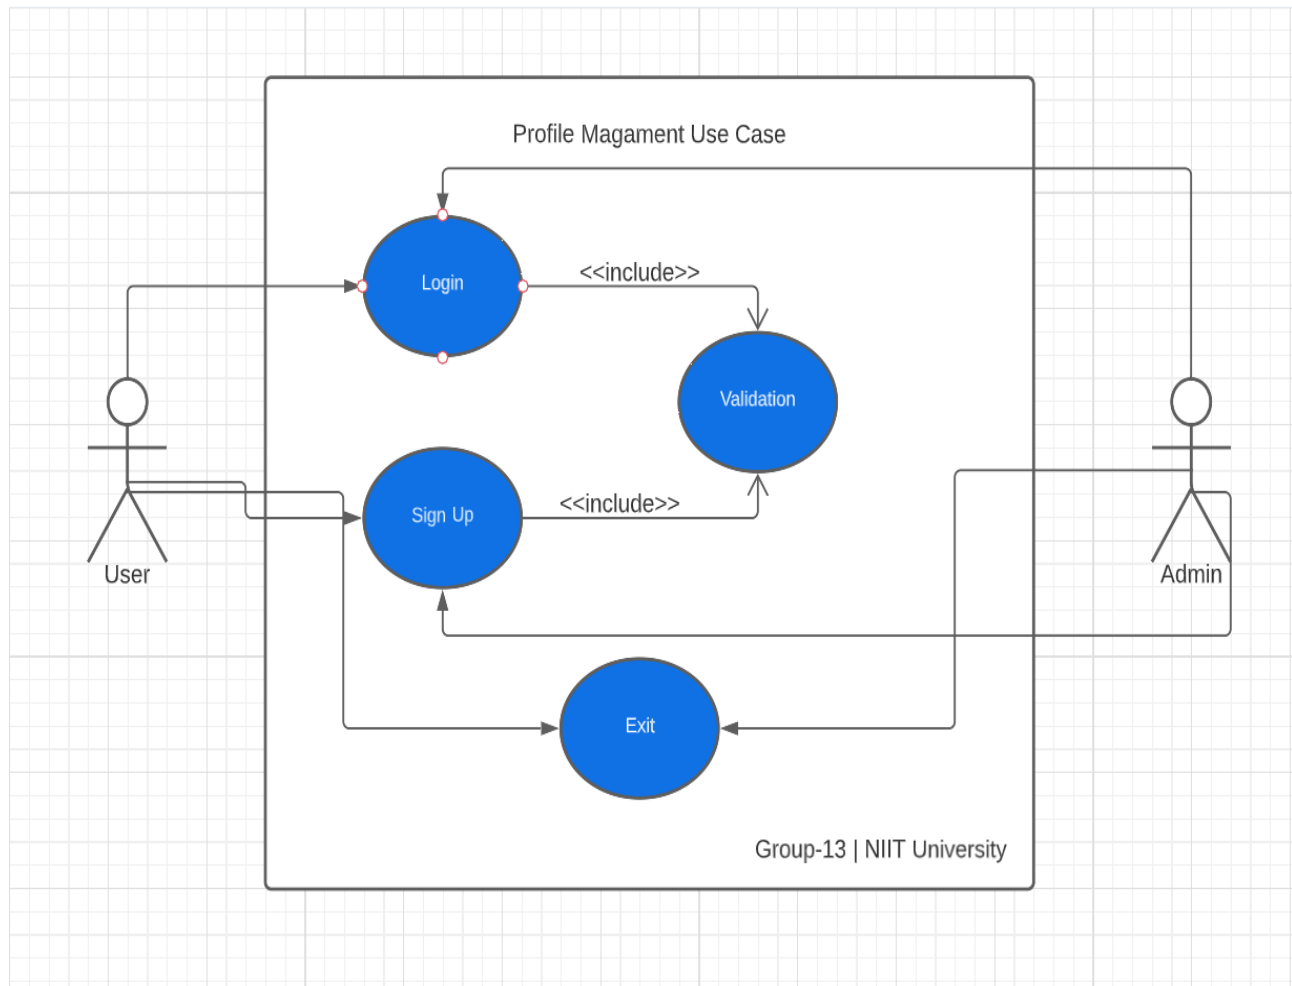 Profile Magament Use Case
Login
<<include>>
Validation
Sign Up
<<include>>
User
Admin
Exit
Group-13 | NIIT University